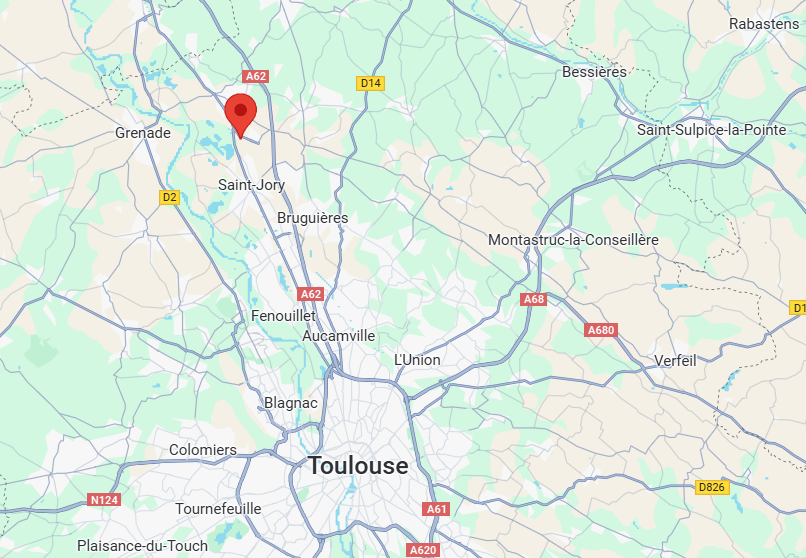 Rabastens
Bessières
A62
D14
Grenade
Saint-Sulpice-la-Pointe
Saint-Jory
D2
Bruguières
Montastruc-la-Conseillère
A62
A68
D1
Fenouillet
A680
Aucamville
L'Union
Verfeil
Blagnac
Colomiers
Toulouse
D826
N124
Tournefeuille
A61
Plaisance-du-Touch
A620